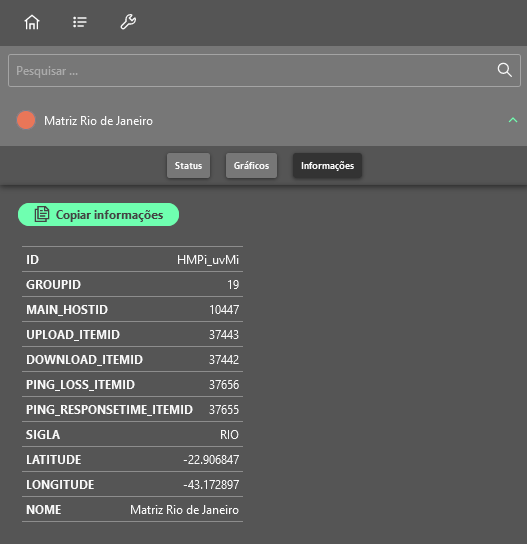 Pesquisar ...
Matriz Rio de Janeiro
Status Gráficos Informações
Copiar informações
ID HMPi_uvMi
GROUPID 19
MAIN_HOSTID 10447
UPLOAD_ITEMID 37443
DOWNLOAD_ITEMID 37442
PING_LOSS_ITEMID 37656
PING_RESPONSETIME_ITEMID 37655
SIGLA RIO
LATITUDE -22.906847
LONGITUDE -43.172897
NOME Matriz Rio de Janeiro